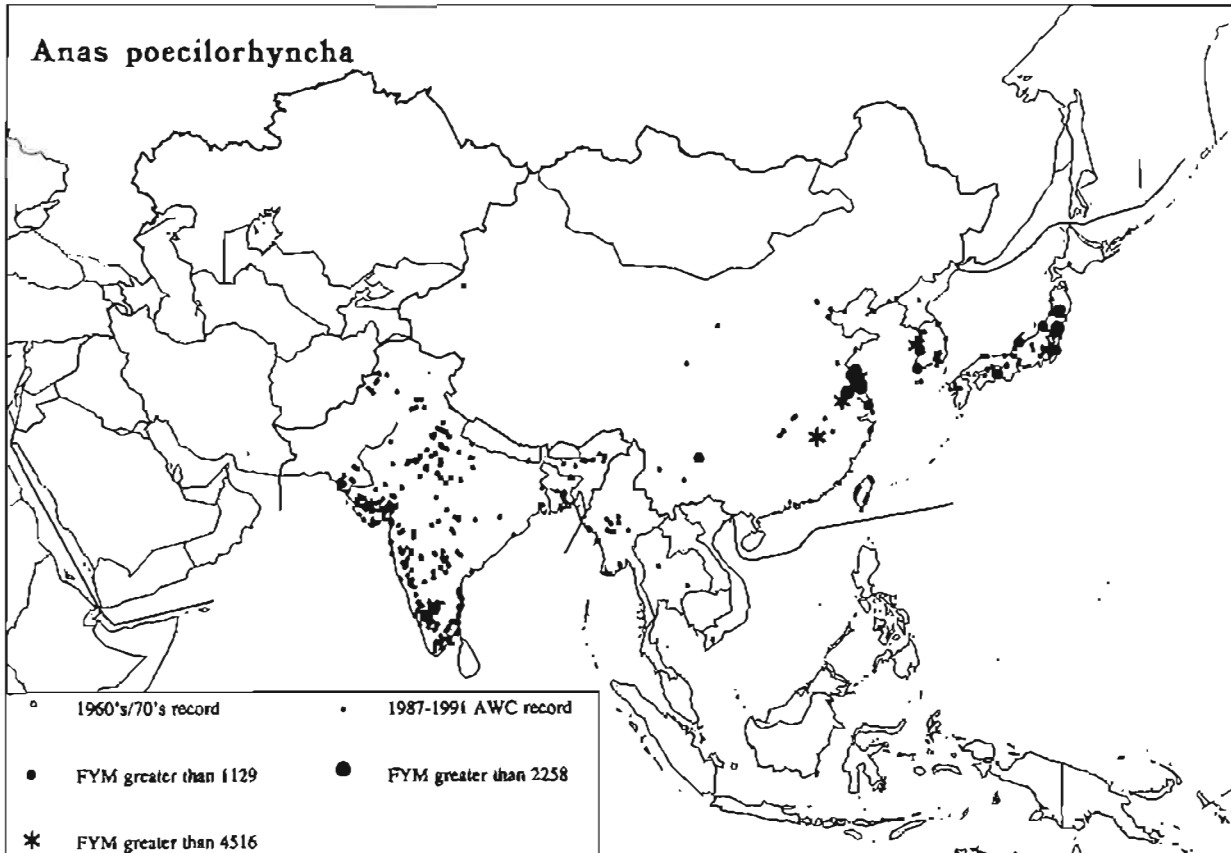 Anas poecilorhyncha
1960's/70's record
1987-1991 AWC record
FYM greater than 1129
FYM greater than 2258
FYM greater than 4516